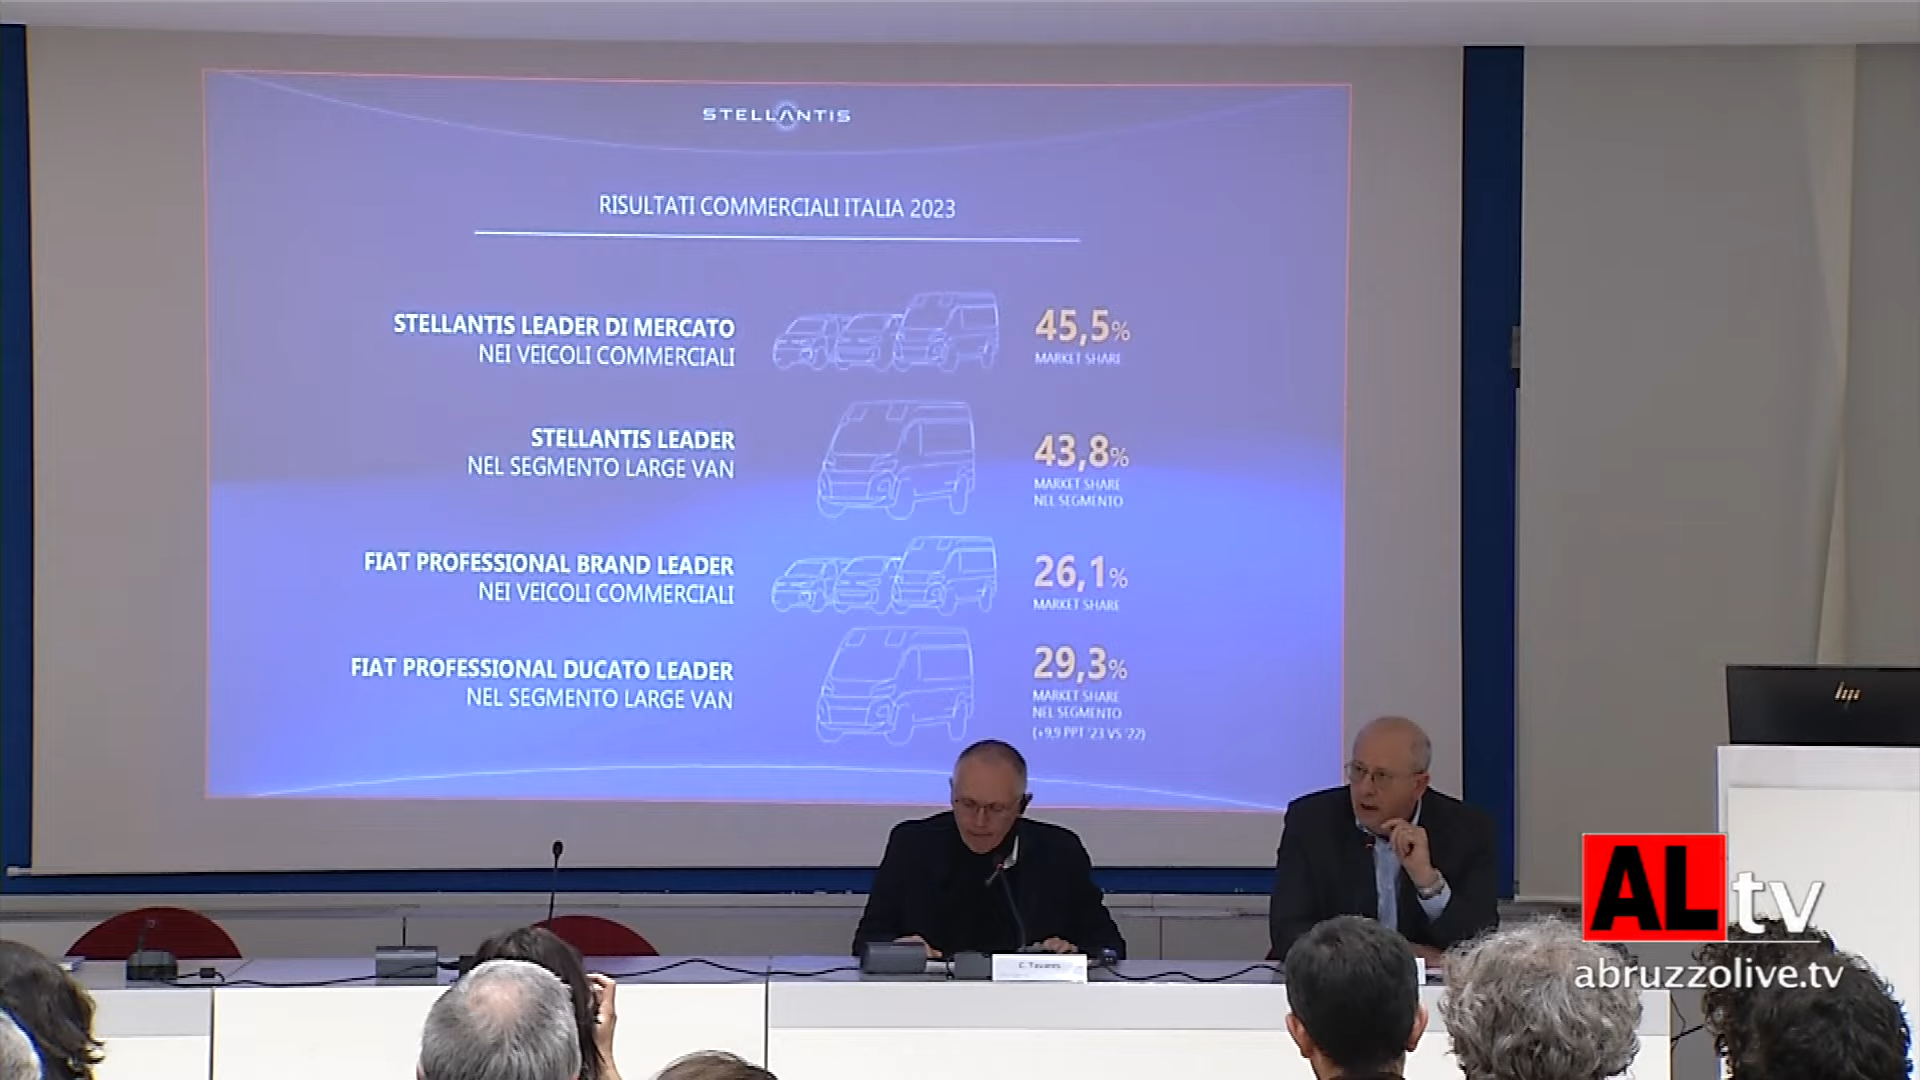 STELLANTIS
RISULTATI COMMERCIALI ITALIA 2023
STELLANTIS LEADER DI MERCATO
NEI VEICOLI COMMERCIALI
45,5%
MARKET SHARE
STELLANTIS LEADER
NEL SEGMENTO LARGE VAN
43,8%
MARKET SHARE
NEL SEGMENTO
FIAT PROFESSIONAL BRAND LEADER
NEI VEICOLI COMMERCIALI
26,1%
MARKET SHARE
FIAT PROFESSIONAL DUCATO LEADER
NEL SEGMENTO LARGE VAN
29,3%
MARKET SHARE
NEL SEGMENTO
(+9,9 PPT '23 VS '22)
hp
C. Tavares
ALtv
abruzzolive.tv